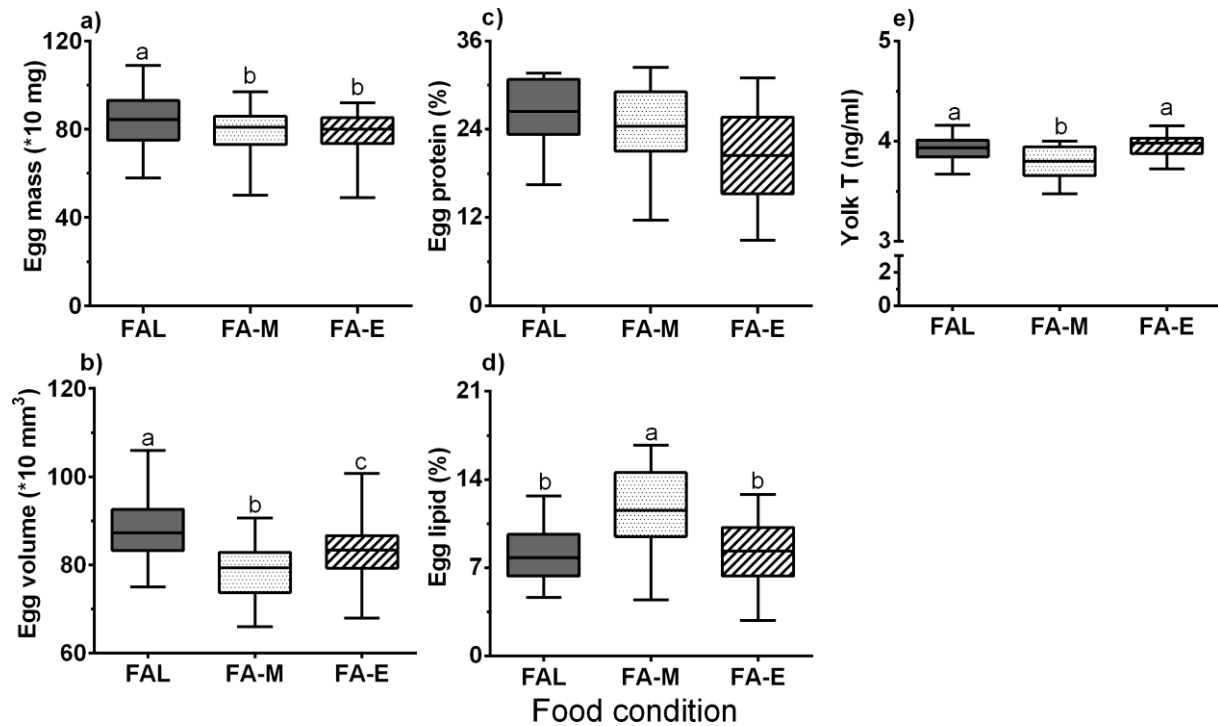 a)
Egg mass (*10 mg)
120
80
40
0
a
b
b
FAL FA-M FA-E
c)
Egg protein (%)
36
24
12
0
FAL FA-M FA-E
e)
Yolk T (ng/ml)
5
4
3
2
0
a
b
a
FAL FA-M FA-E
b)
Egg volume (*10 mm³)
120
100
80
60
a
b
c
FAL FA-M FA-E
d)
Egg lipid (%)
21
14
7
0
b
a
b
FAL FA-M FA-E
Food condition